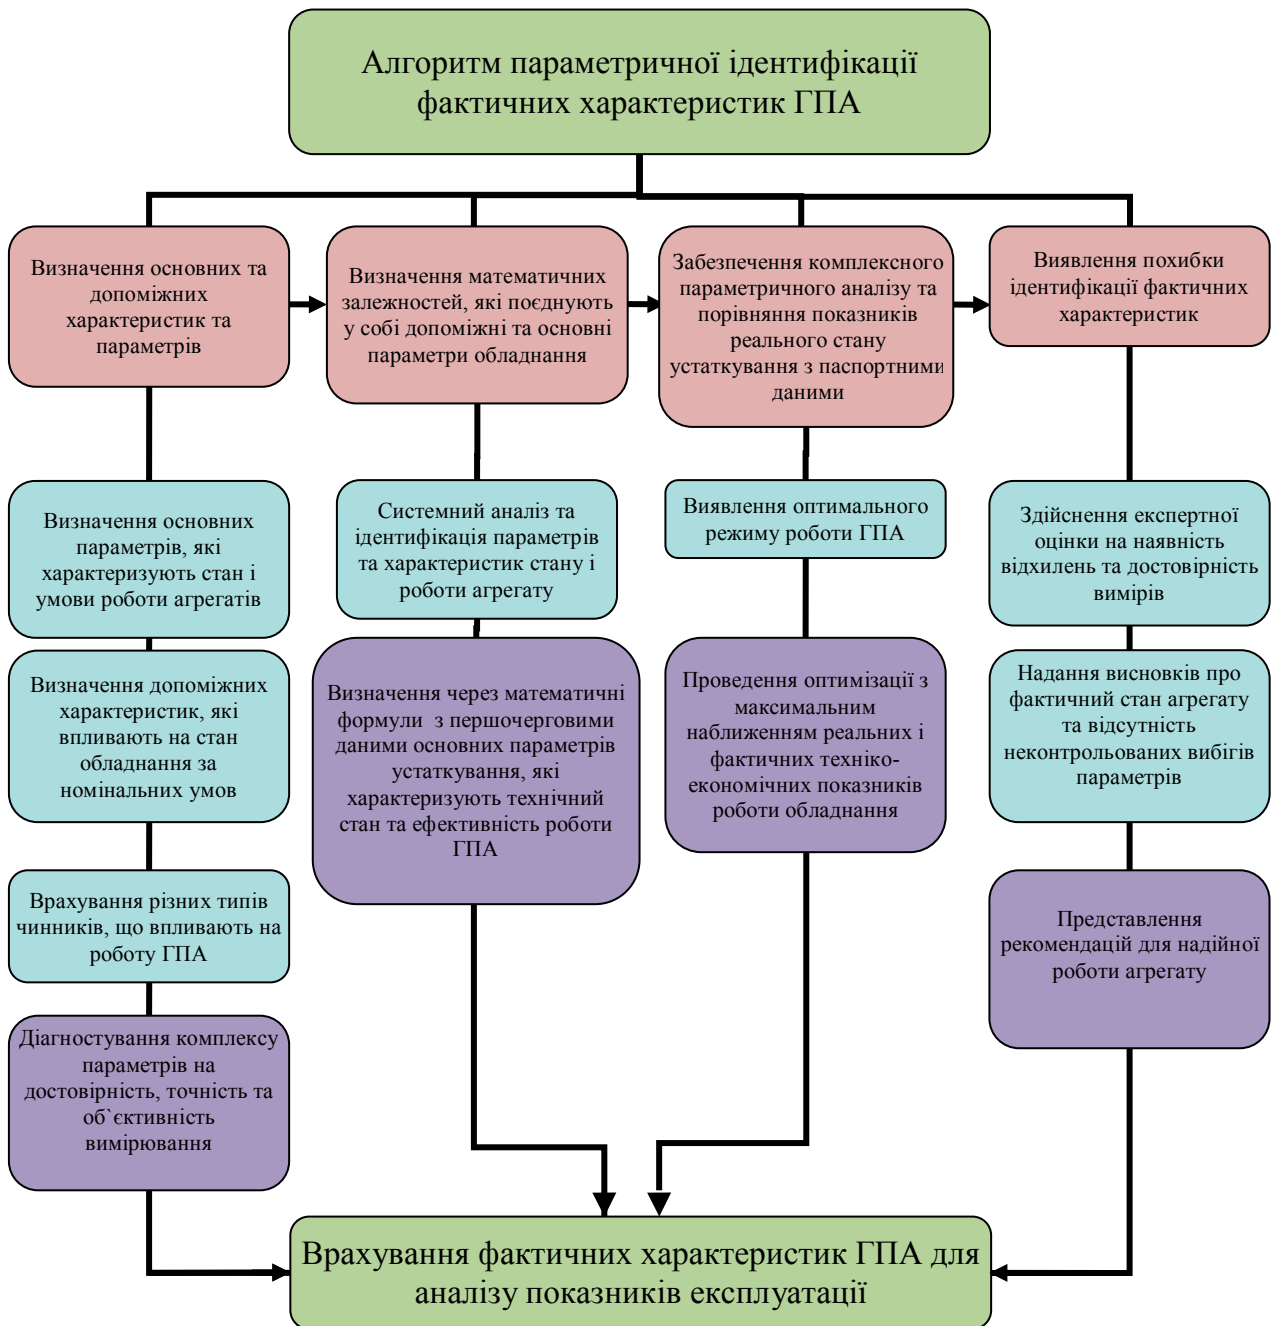 Алгоритм параметричної ідентифікації
фактичних характеристик ГПА
Визначення основних та
допоміжних
характеристик та
параметрів
Визначення математичних
залежностей, які поєднують
у собі допоміжні та основні
параметри обладнання
Забезпечення комплексного
параметричного аналізу та
порівняння показників
реального стану
устаткування з паспортними
даними
Виявлення похибки
ідентифікації фактичних
характеристик
Визначення основних
параметрів, які
характеризують стан і
умови роботи агрегатів
Визначення допоміжних
характеристик, які
впливають на стан
обладнання за
номінальних умов
Врахування різних типів
чинників, що впливають на
роботу ГПА
Діагностування комплексу
параметрів на
достовірність, точність та
об`єктивність
вимірювання
Системний аналіз та
ідентифікація параметрів
та характеристик стану і
роботи агрегату
Визначення через математичні
формули з першочерговими
даними основних параметрів
устаткування, які
характеризують технічний
стан та ефективність роботи
ГПА
Виявлення оптимального
режиму роботи ГПА
Проведення оптимізації з
максимальним
наближенням реальних і
фактичних техніко-
економічних показників
роботи обладнання
Здійснення експертної
оцінки на наявність
відхилень та достовірність
вимірів
Надання висновків про
фактичний стан агрегату
та відсутність
неконтрольованих вибігів
параметрів
Представлення
рекомендацій для надійної
роботи агрегату
Врахування фактичних характеристик ГПА для
аналізу показників експлуатації